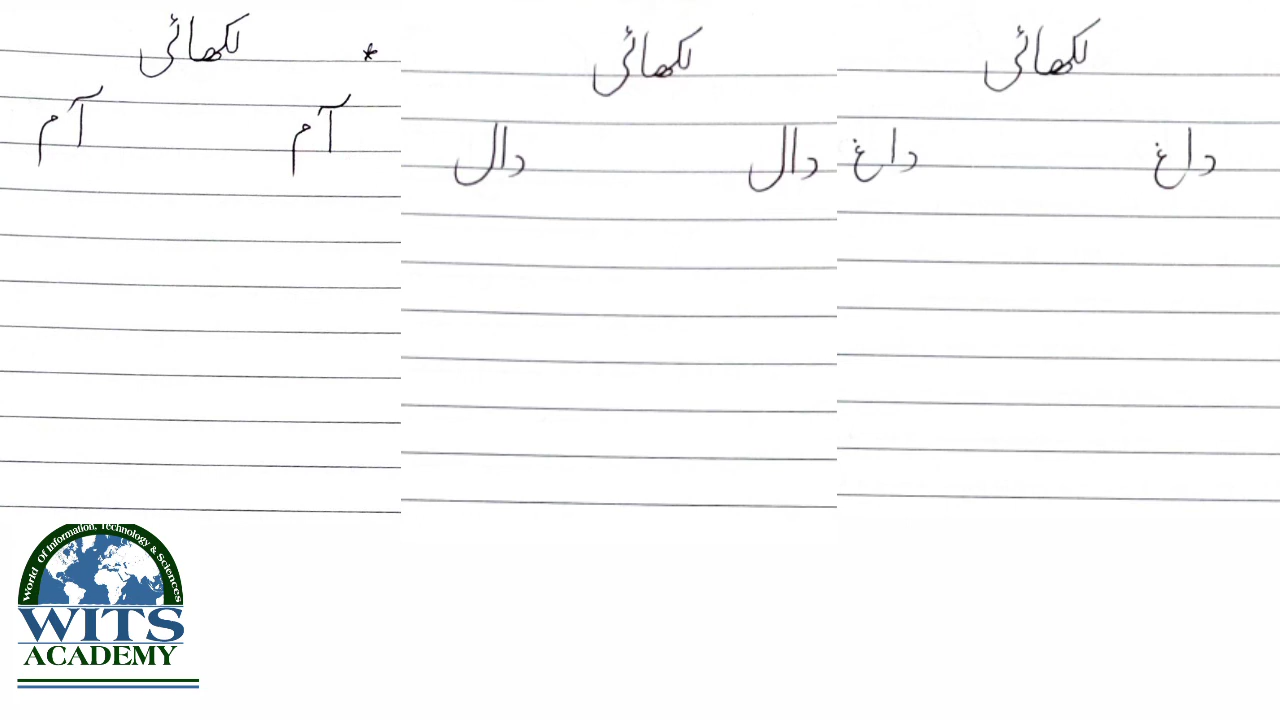 * لکھائی
آم آم
لکھائی
دال دال
لکھائی
داغ داغ
World Of Information, Technology & Sciences
WITS
ACADEMY